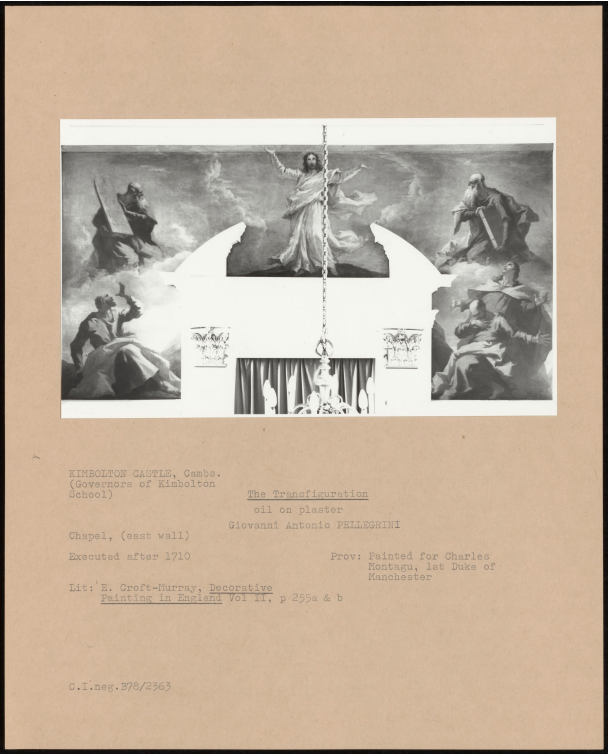 KIMBOLTON CASTLE, Cambs.
(Governors of Kimbolton
School)
The Transfiguration
oil on plaster
Giovanni Antonio PELLEGRINI
Chapel, (east wall)
Executed after 1710
Prov: Painted for Charles
Montagu, 1st Duke of
Manchester
Lit: E. Croft-Murray, Decorative
Painting in England Vol II, p 255a & b
C.I.neg.B78/2363